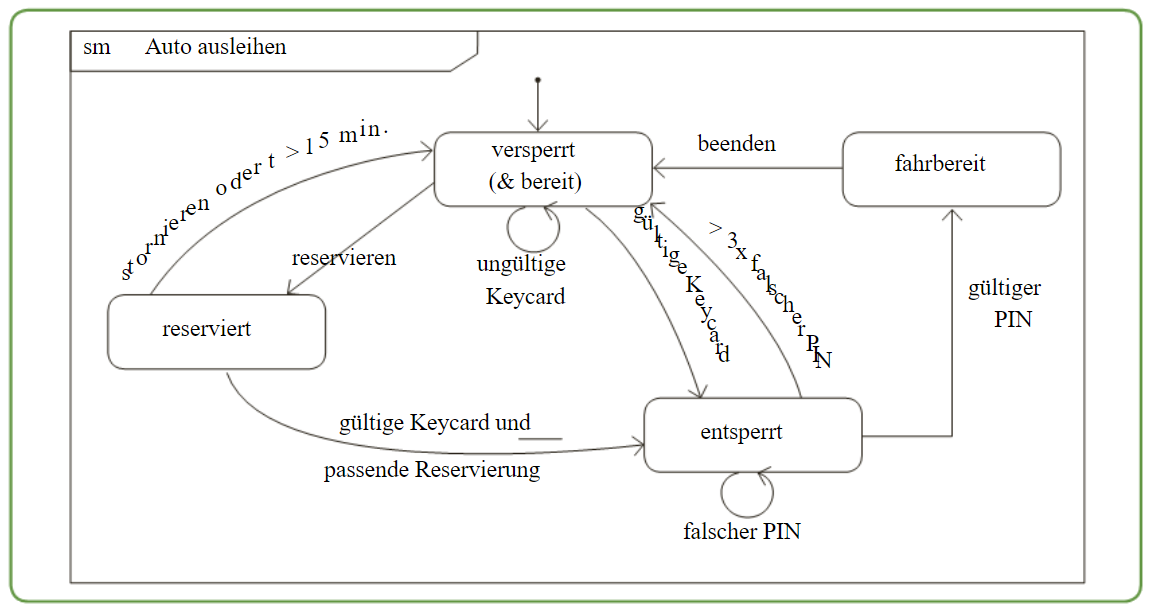 sm Auto ausleihen
stornieren oder t >15 min.
versperrt
(& bereit)
beenden
fahrbereit
reservieren
ungültige
Keycard
gültige Keycard
> 3x falscher PIN
gültiger
PIN
reserviert
gültige Keycard und
passende Reservierung
entsperrt
falscher PIN